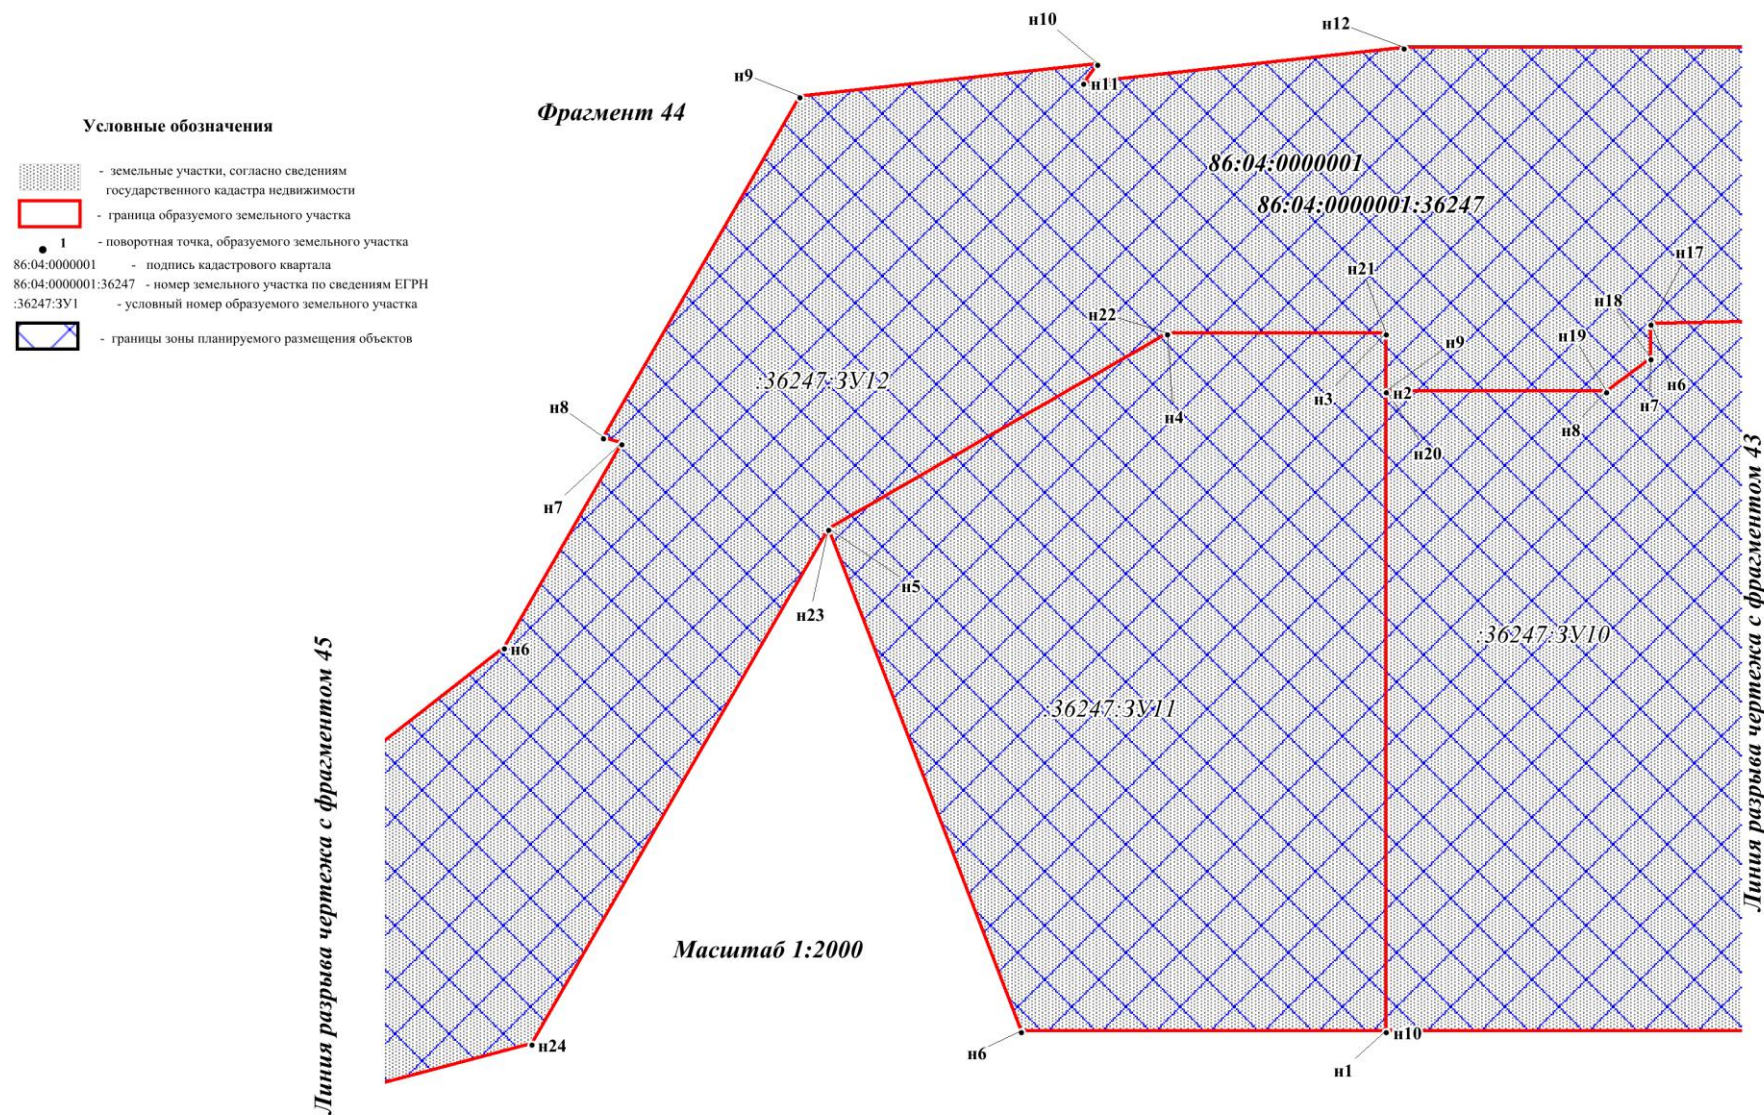 Условные обозначения
- земельные участки, согласно сведениям
государственного кадастра недвижимости
- граница образуемого земельного участка
1 - поворотная точка, образуемого земельного участка
86:04:0000001 - подпись кадастрового квартала
86:04:0000001:36247 - номер земельного участка по сведениям ЕГРН
:36247:ЗУ1 - условный номер образуемого земельного участка
- границы зоны планируемого размещения объектов
Фрагмент 44
н10
н12
н9
н11
86:04:0000001
86:04:0000001:36247
н17
н21
н18
н22
н19
н9
:36247:ЗУ12
н6
н3
н2
н7
н8
н4
н8
н20
н7
н5
н23
:36247:ЗУ10
н6
:36247:ЗУ11
Линия разрыва чертежа с фрагментом 45
Линия разрыва чертежа с фрагментом 43
Масштаб 1:2000
н24
н6
н10
н1